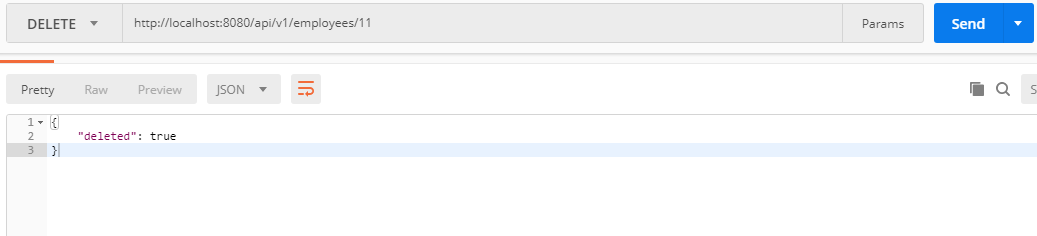 DELETE http://localhost:8080/api/v1/employees/11 Params Send
Pretty Raw Preview JSON S
1 {
2 "deleted": true
3 }